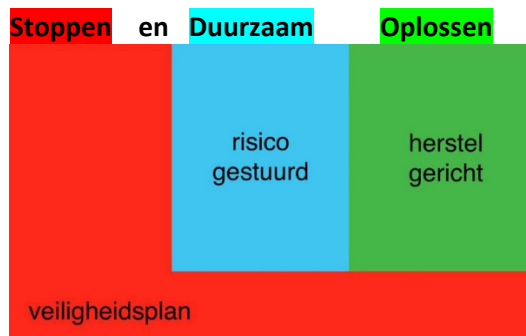 Stoppen en Duurzaam Oplossen
risico
gestuurd
herstel
gericht
veiligheidsplan